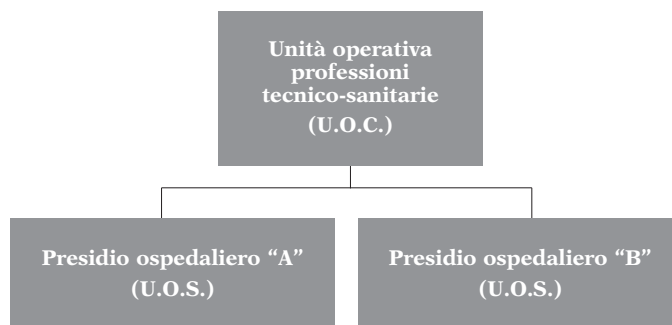 Unità operativa
professioni
tecnico-sanitarie
(U.O.C.)
Presidio ospedaliero “A”
(U.O.S.)
Presidio ospedaliero “B”
(U.O.S.)